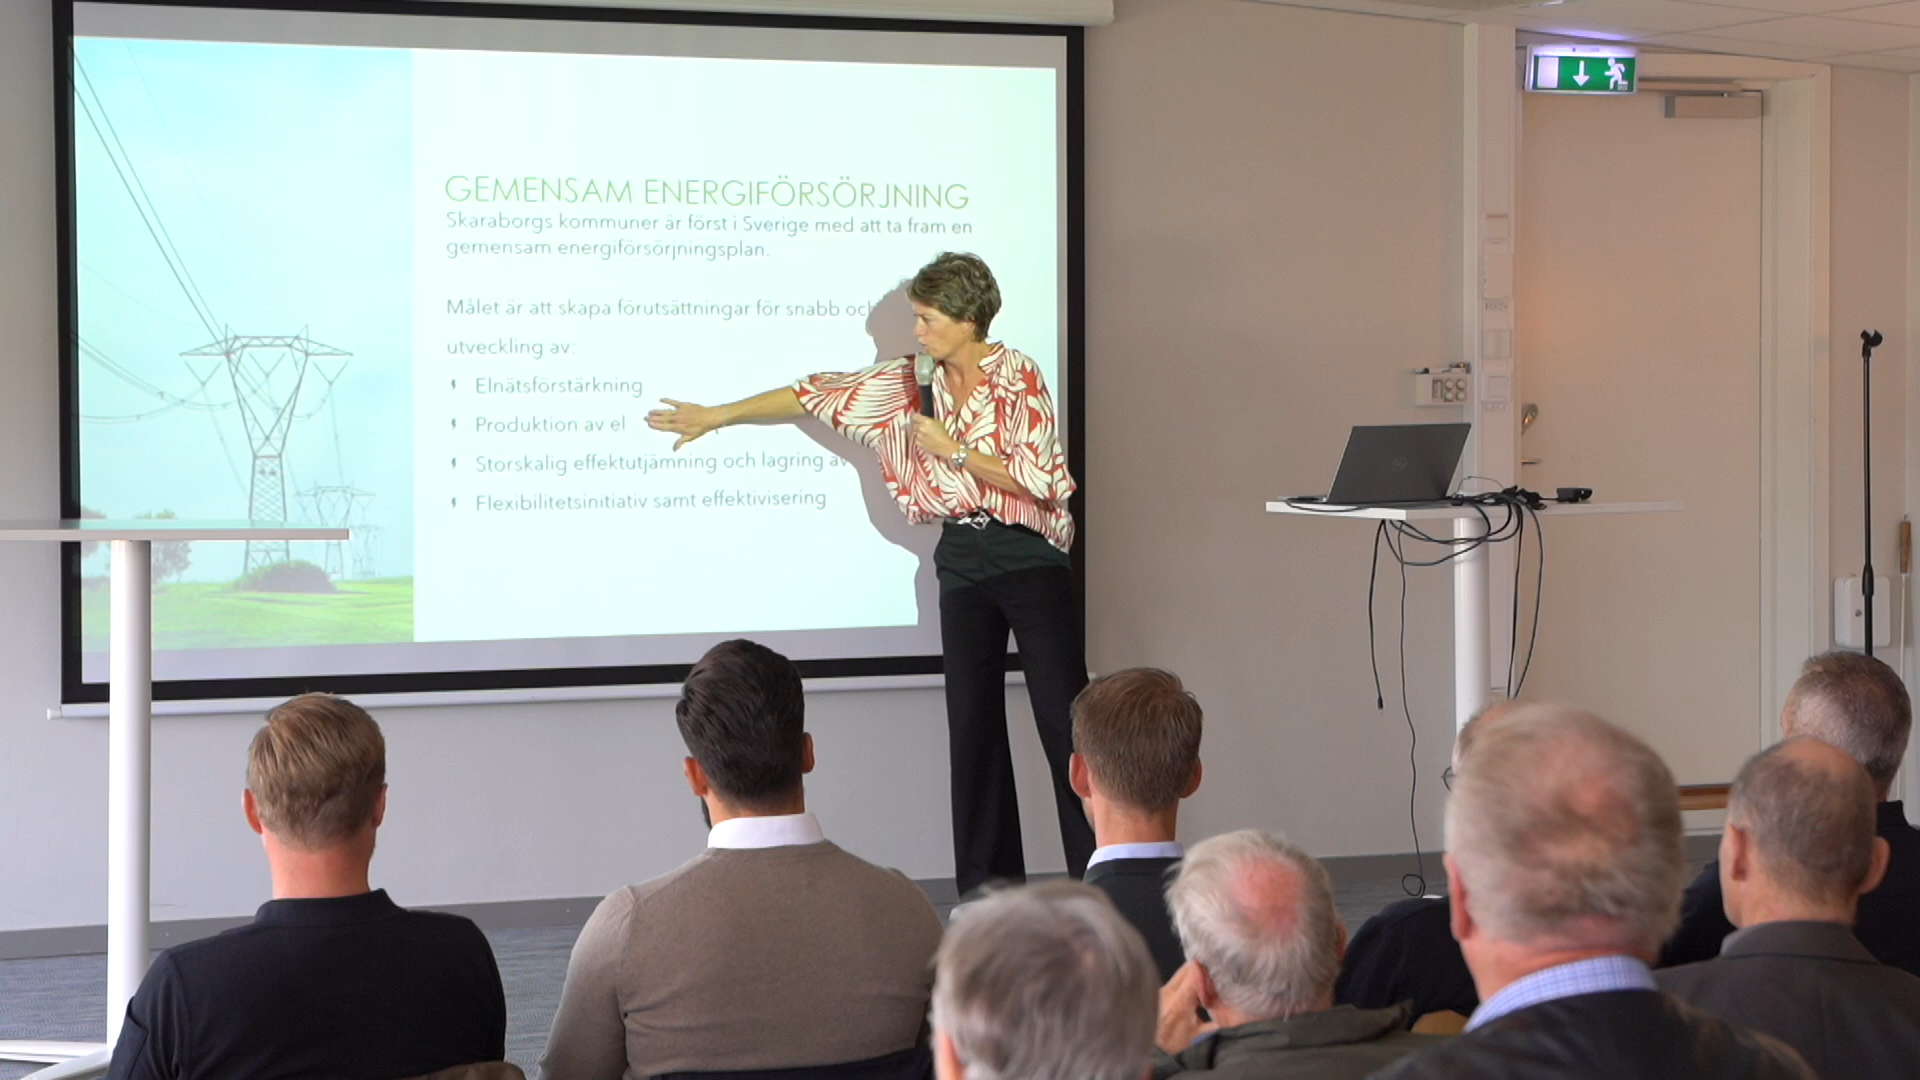 GEMENSAM ENERGIFÖRSÖRJNING
Skaraborgs kommuner är först i Sverige med att ta fram en
gemensam energiförsörjningsplan.
Målet är att skapa förutsättningar för snabb och
utveckling av:
Elnätsförstärkning
Produktion av el
Storskalig effektutjämning och lagring av
Flexibilitetsinitiativ samt effektivisering
DELL